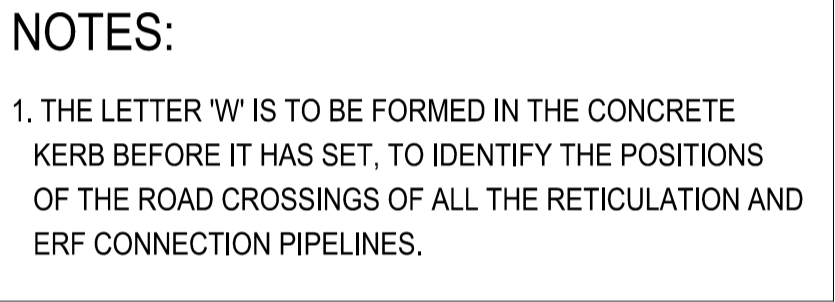 NOTES:
1. THE LETTER 'W' IS TO BE FORMED IN THE CONCRETE
KERB BEFORE IT HAS SET, TO IDENTIFY THE POSITIONS
OF THE ROAD CROSSINGS OF ALL THE RETICULATION AND
ERF CONNECTION PIPELINES.